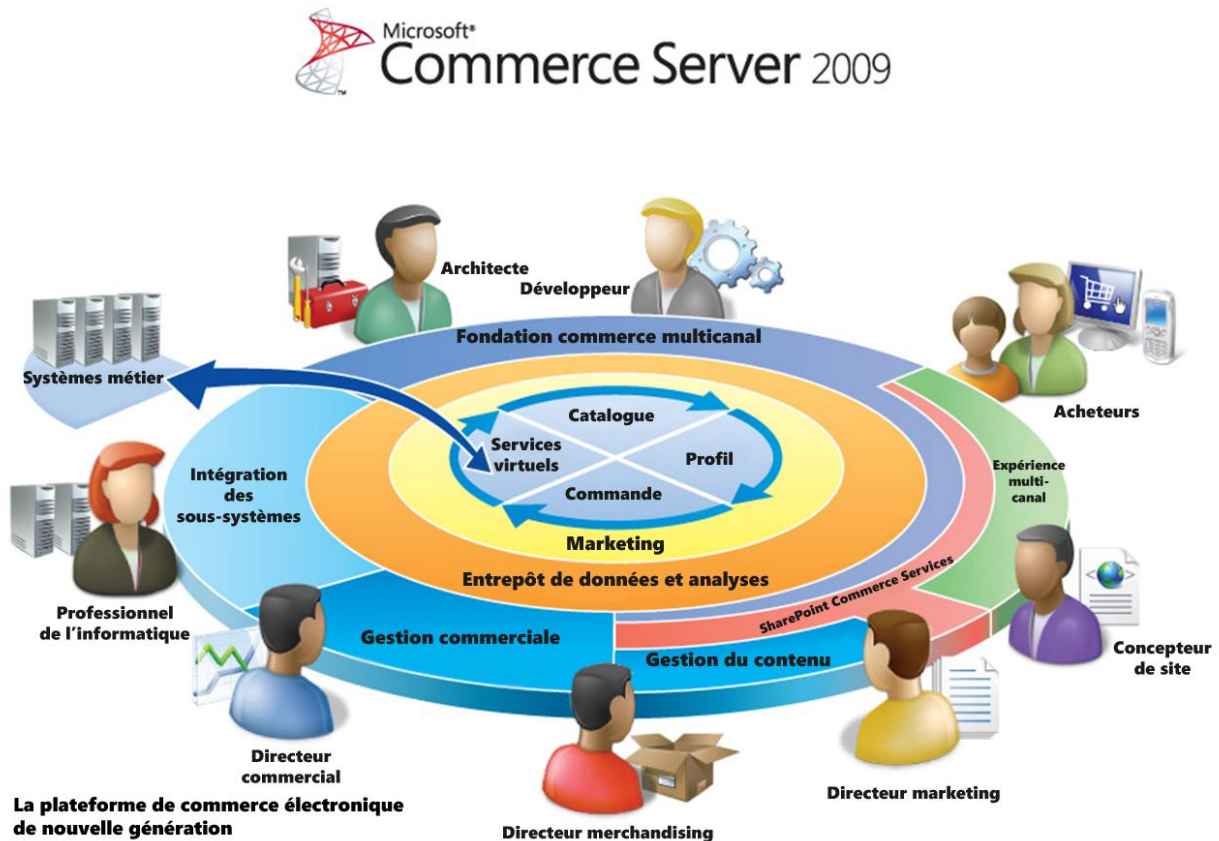 Microsoft®
Commerce Server 2009
TM
Architecte
Développeur
Fondation commerce multicanal
Systèmes métier
Acheteurs
Catalogue
Services
virtuels
Profil
Commande
Intégration
des
sous-systèmes
Expérience
multi-
canal
Marketing
Entrepôt de données et analyses
SharePoint Commerce Services
Professionnel
de l’informatique
Gestion commerciale
Gestion du contenu
Concepteur
de site
Directeur
commercial
Directeur marketing
La plateforme de commerce électronique
de nouvelle génération
Directeur merchandising